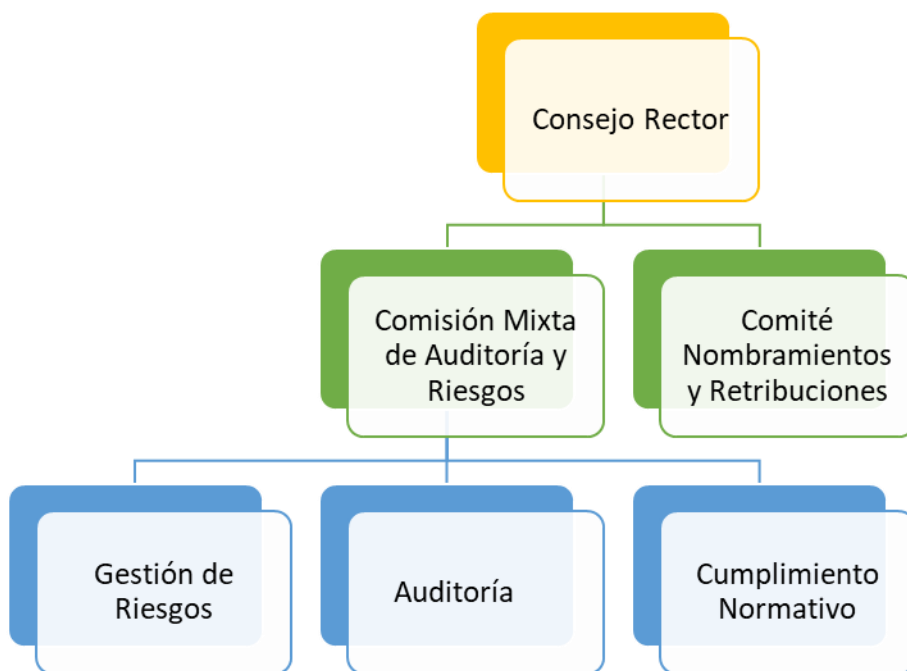 Consejo Rector
Comisión Mixta
de Auditoría y
Riesgos
Comité
Nombramientos
y Retribuciones
Gestión de
Riesgos
Auditoría
Cumplimiento
Normativo